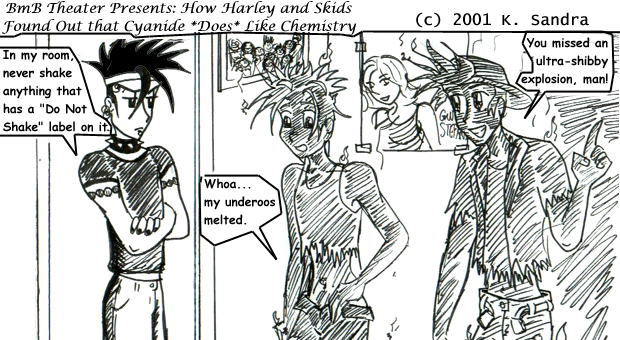 BmB Theater Presents: How Harley and Skids
Found Out that Cyanide *Does* Like Chemistry
(c) 2001 K. Sandra
In my room,
never shake
anything that
has a "Do Not
Shake" label on it.
Whoa...
my underoos
melted.
You missed an
ultra-shibby
explosion, man!